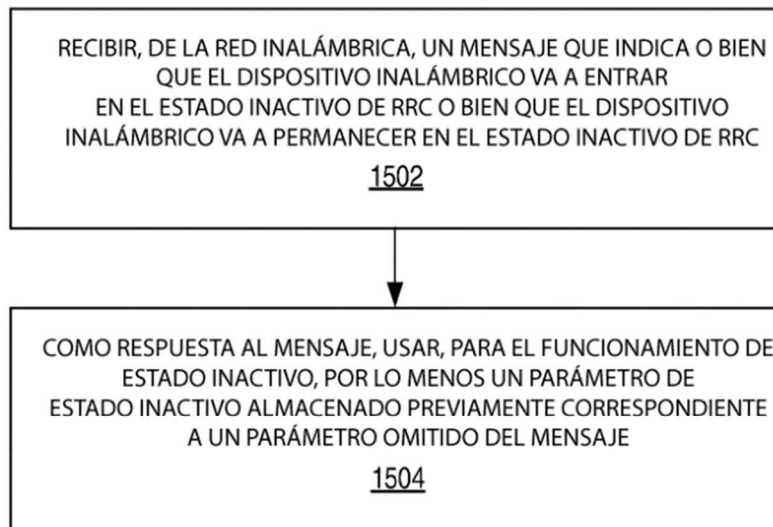 RECIBIR, DE LA RED INALÁMBRICA, UN MENSAJE QUE INDICA O BIEN
QUE EL DISPOSITIVO INALÁMBRICO VA A ENTRAR
EN EL ESTADO INACTIVO DE RRC O BIEN QUE EL DISPOSITIVO
INALÁMBRICO VA A PERMANECER EN EL ESTADO INACTIVO DE RRC
1502
COMO RESPUESTA AL MENSAJE, USAR, PARA EL FUNCIONAMIENTO DE
ESTADO INACTIVO, POR LO MENOS UN PARÁMETRO DE
ESTADO INACTIVO ALMACENADO PREVIAMENTE CORRESPONDIENTE
A UN PARÁMETRO OMITIDO DEL MENSAJE
1504